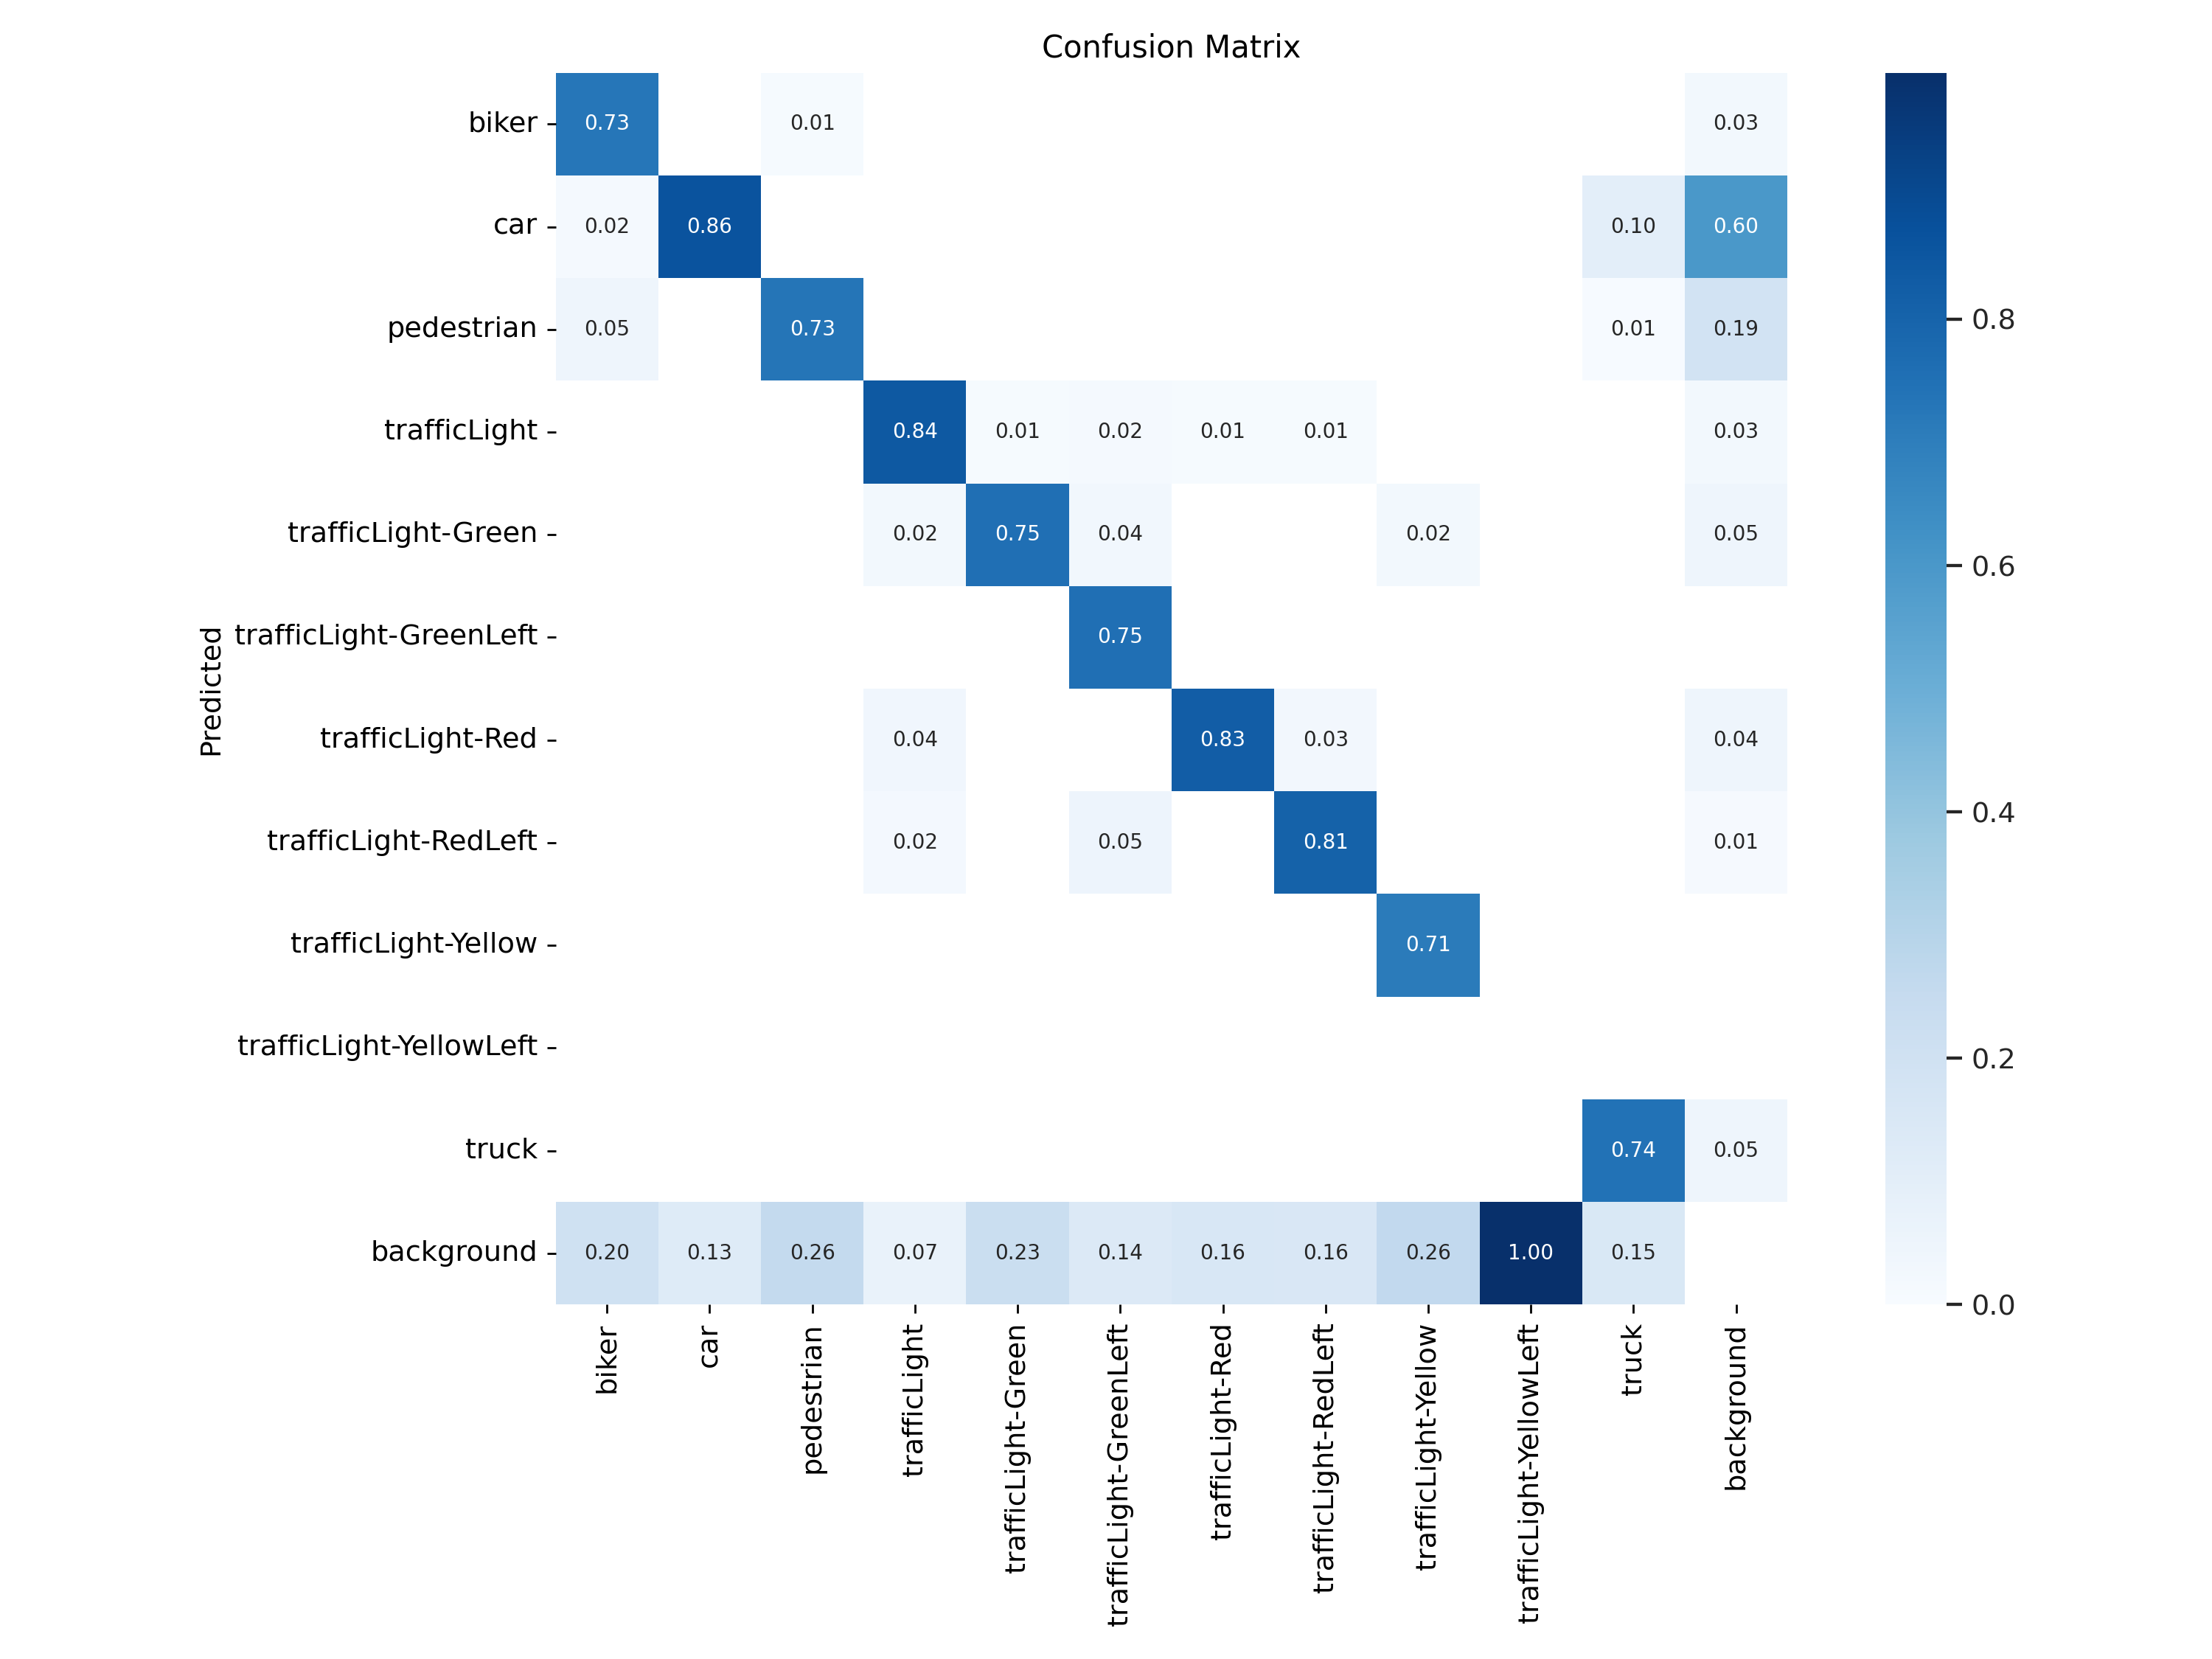 Confusion Matrix
biker 0.73 0.01 0.03
car 0.02 0.86 0.10 0.60
pedestrian 0.05 0.73 0.01 0.19
trafficLight 0.84 0.01 0.02 0.01 0.01 0.03
trafficLight-Green 0.02 0.75 0.04 0.02 0.05
trafficLight-GreenLeft 0.75
trafficLight-Red 0.04 0.83 0.03 0.04
trafficLight-RedLeft 0.02 0.05 0.81 0.01
trafficLight-Yellow 0.71
trafficLight-YellowLeft
truck 0.74 0.05
background 0.20 0.13 0.26 0.07 0.23 0.14 0.16 0.16 0.26 1.00 0.15
Predicted
biker
car
pedestrian
trafficLight
trafficLight-Green
trafficLight-GreenLeft
trafficLight-Red
trafficLight-RedLeft
trafficLight-Yellow
trafficLight-YellowLeft
truck
background
0.8
0.6
0.4
0.2
0.0